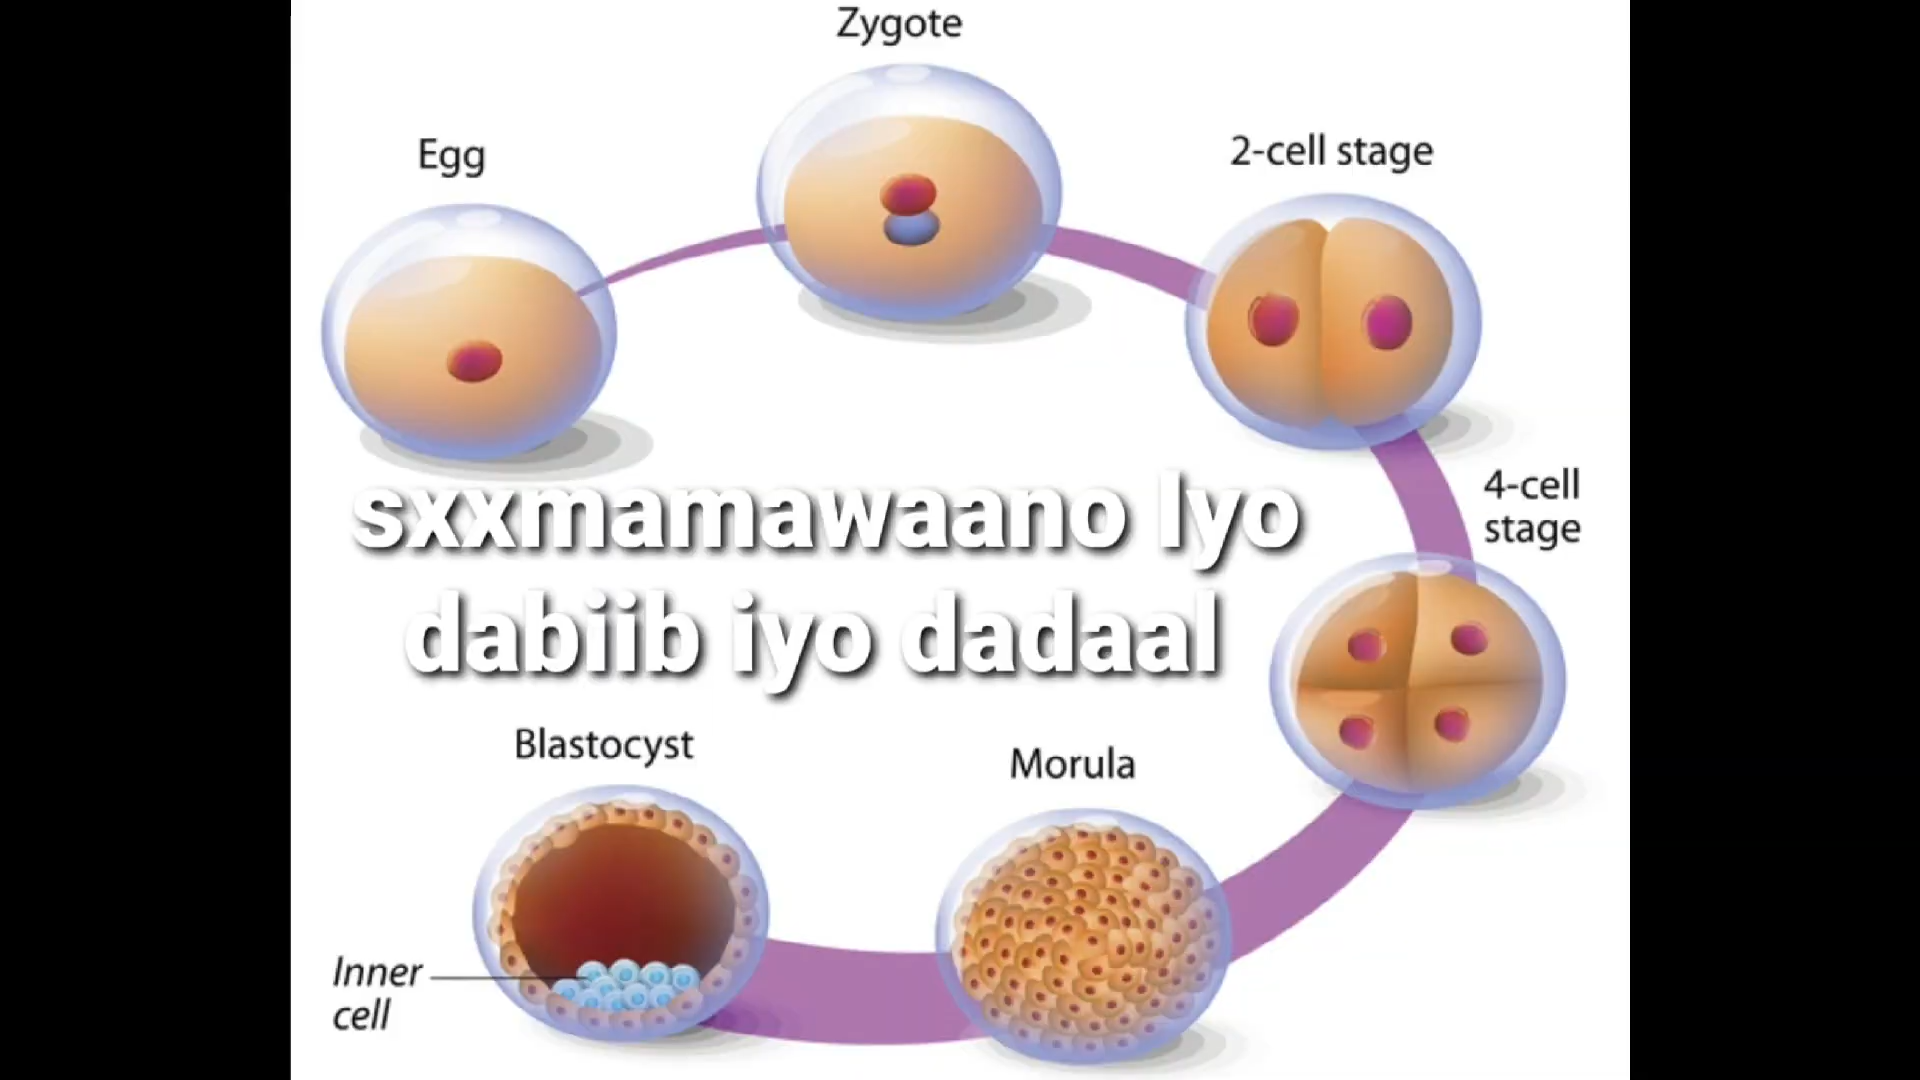 Zygote
Egg
2-cell stage
4-cell
stage
sxxmamawaano Iyo
dabiib iyo dadaal
Blastocyst
Morula
Inner
cell